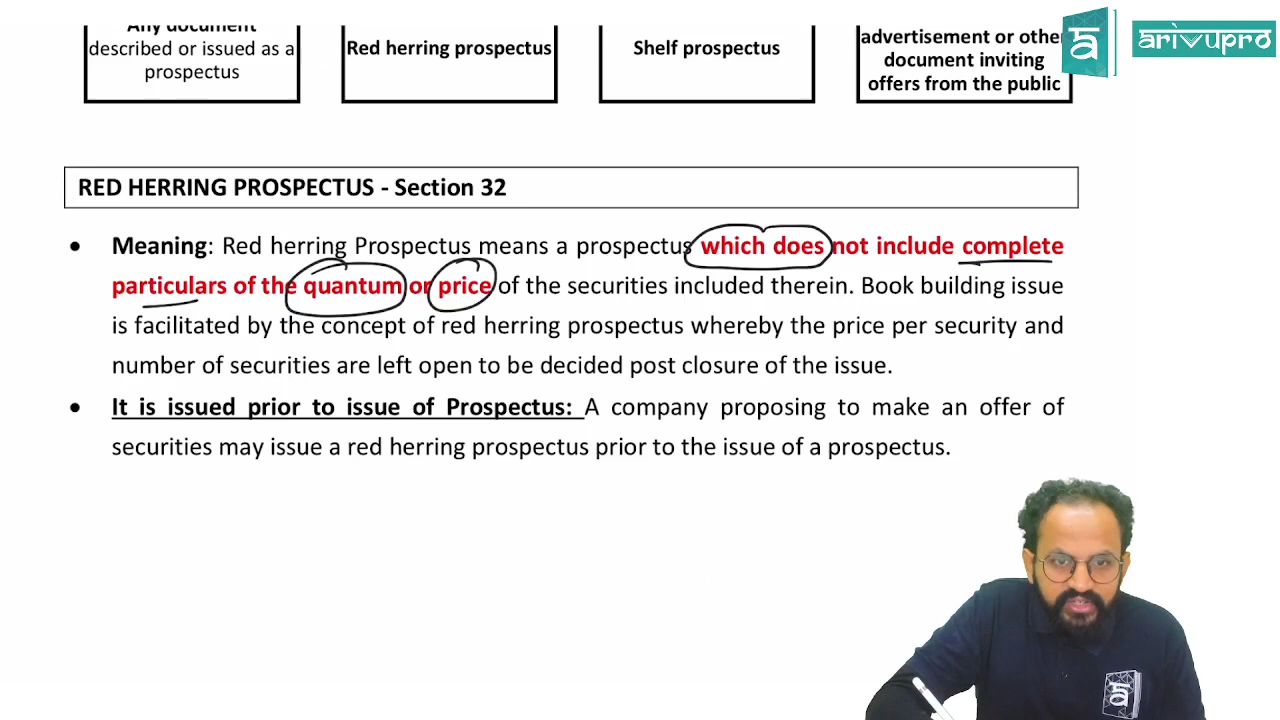 Any document
described or issued as a
prospectus
Red herring prospectus
Shelf prospectus
advertisement or other
document inviting
offers from the public
ā
arivupro
RED HERRING PROSPECTUS - Section 32
• Meaning: Red herring Prospectus means a prospectus which does not include complete
particulars of the quantum or price of the securities included therein. Book building issue
is facilitated by the concept of red herring prospectus whereby the price per security and
number of securities are left open to be decided post closure of the issue.
• It is issued prior to issue of Prospectus: A company proposing to make an offer of
securities may issue a red herring prospectus prior to the issue of a prospectus.
ā